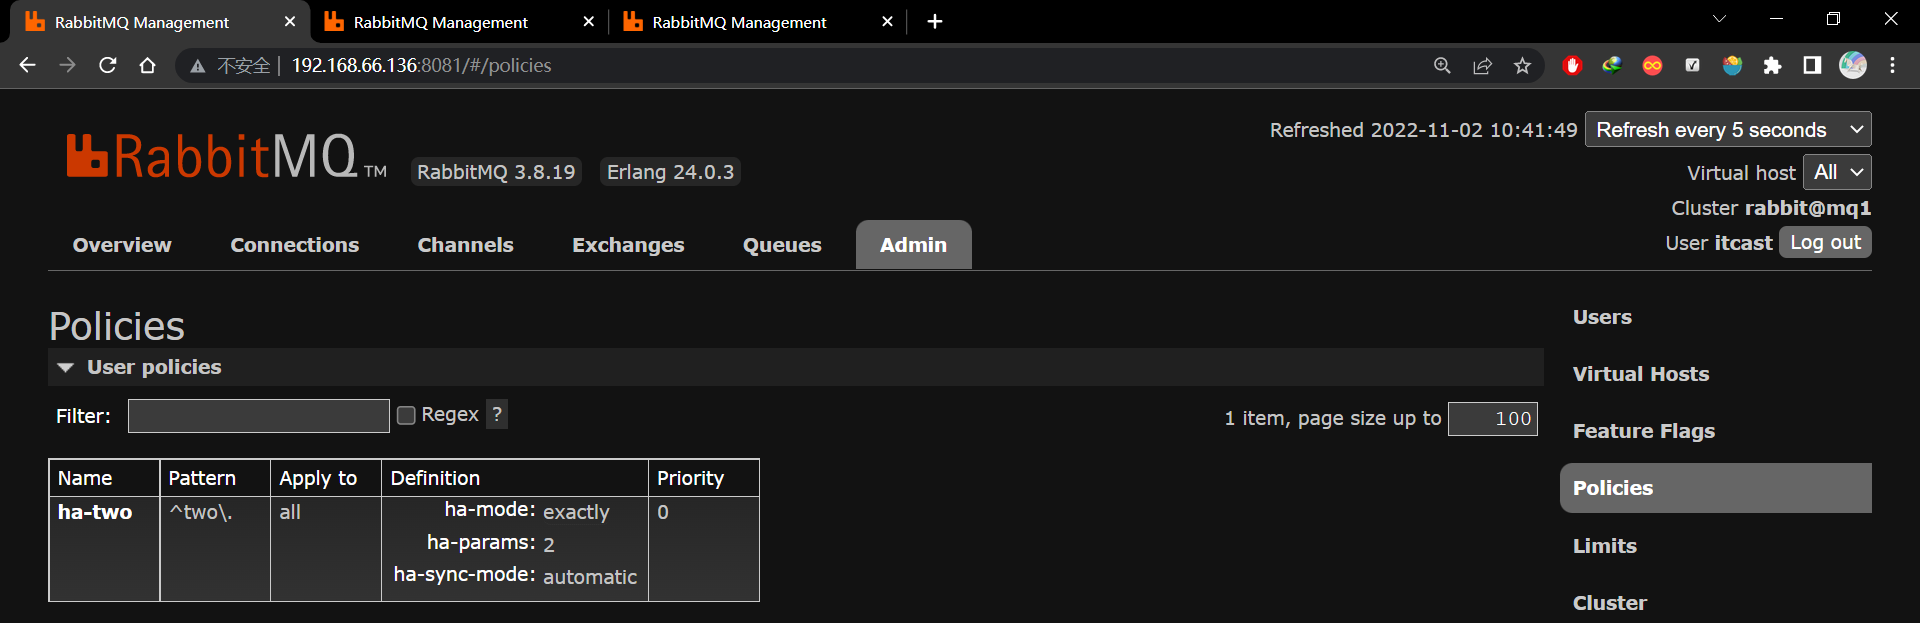 RabbitMQ Management RabbitMQ Management RabbitMQ Management
不安全 192.168.66.136:8081/#/policies
Refreshed 2022-11-02 10:41:49 Refresh every 5 seconds
RabbitMQ TM RabbitMQ 3.8.19 Erlang 24.0.3
Virtual host All
Cluster rabbit@mq1
User itcast Log out
Overview Connections Channels Exchanges Queues Admin
Policies
User policies
Filter: Regex ? 1 item, page size up to 100
Name Pattern Apply to Definition Priority
ha-two ^two\. all ha-mode: exactly 0
ha-params: 2
ha-sync-mode: automatic
Users
Virtual Hosts
Feature Flags
Policies
Limits
Cluster